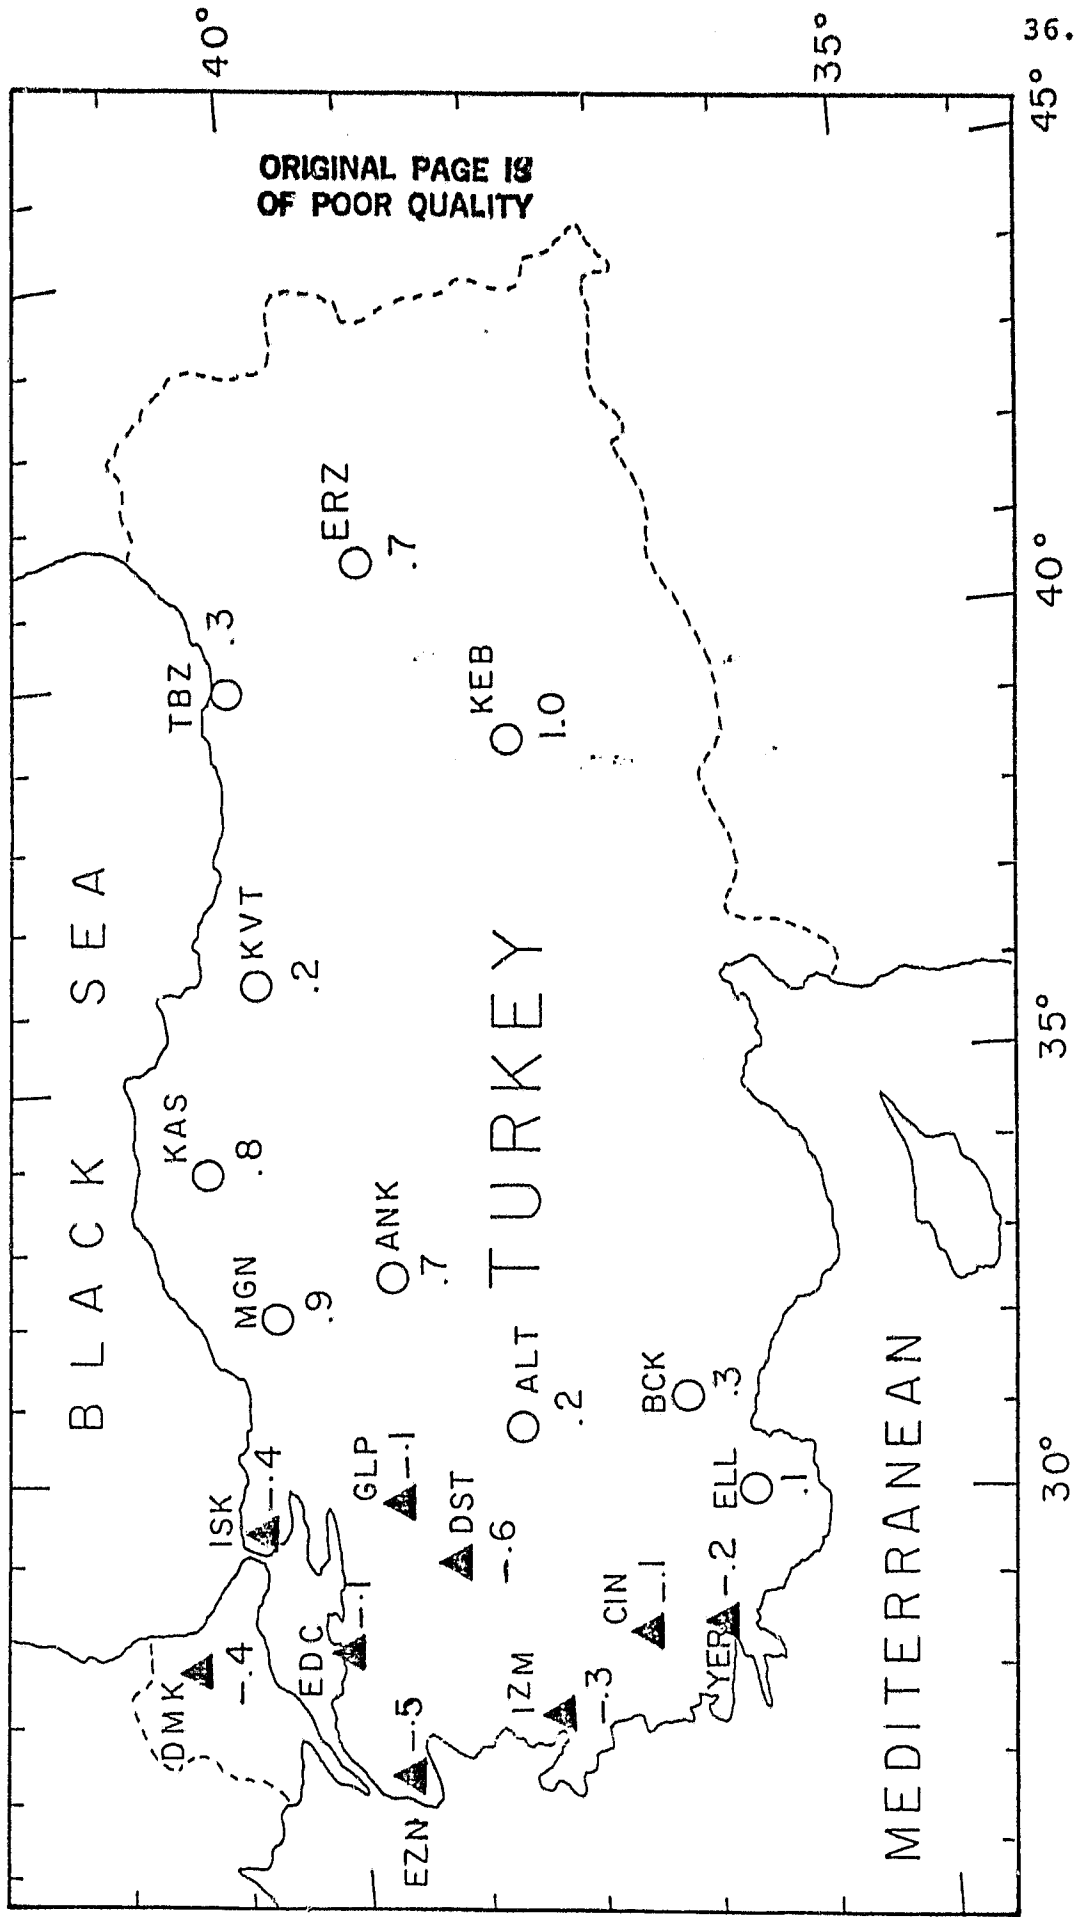 36.
ORIGINAL PAGE IS
OF POOR QUALITY
40°
35°
45°
40°
35°
30°
BLACK SEA
TURKEY
MEDITERRANEAN
TBZ
.3
ERZ
.7
KEB
1.0
KVT
.2
KAS
.8
MGN
.9
ANK
.7
ALT
.2
BCK
.3
ELL
.1
ISK
-.4
GLP
-.1
DST
-.6
DMK
-.4
EDC
-.1
EZN
-.5
IZM
-.3
CIN
-.1
YER
-.2